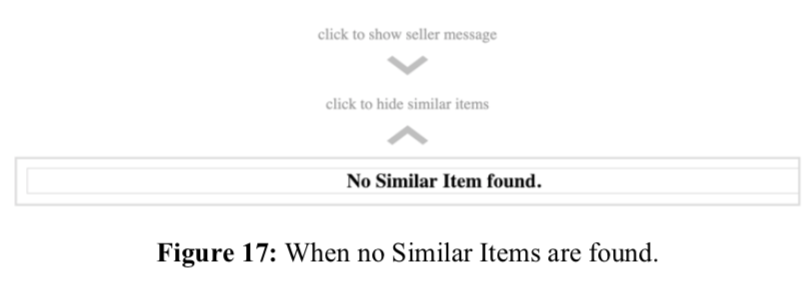 click to show seller message
click to hide similar items
No Similar Item found.
Figure 17: When no Similar Items are found.